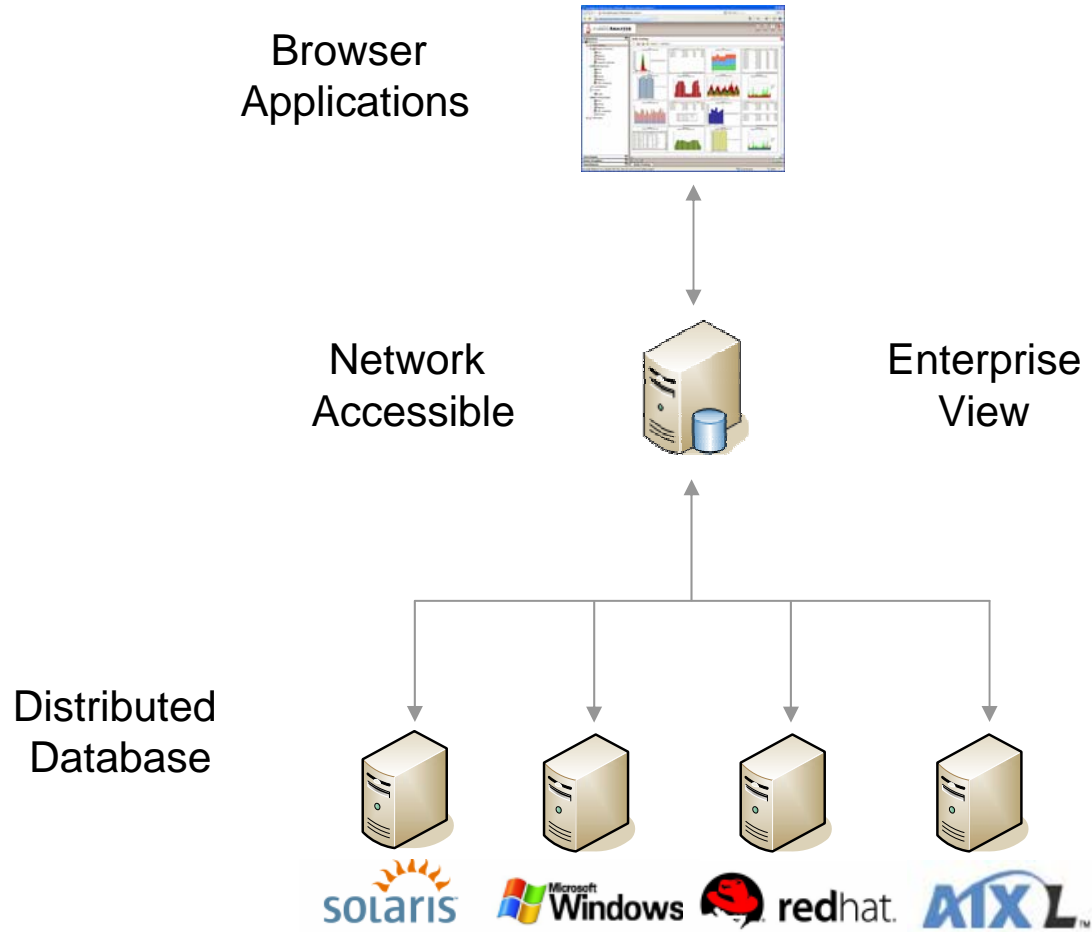 Browser
Applications
Network
Accessible
Enterprise
View
Distributed
Database
solaris
Microsoft
Windows
redhat.
AIX L